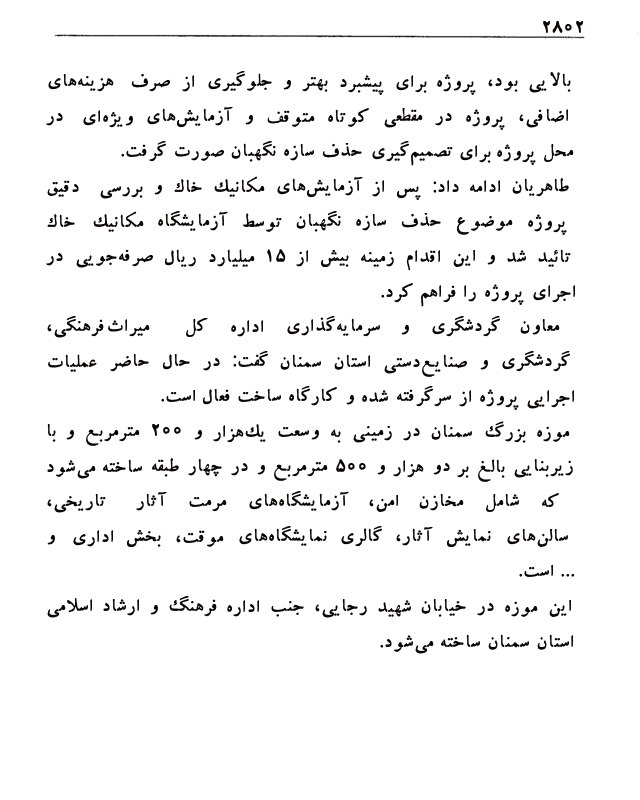 ۲۸۰۲
بالایی بود، پروژه برای پیشبرد بهتر و جلوگیری از صرف هزینه‌های
اضافی، پروژه در مقطعی کوتاه متوقف و آزمایش‌های ویژه‌ای در
محل پروژه برای تصمیم‌گیری حذف سازه نگهبان صورت گرفت.
طاهریان ادامه داد: پس از آزمایش‌های مکانیك خاك و بررسی دقیق
پروژه موضوع حذف سازه نگهبان توسط آزمایشگاه مکانیك خاك
تائید شد و این اقدام زمینه بیش از ۱۵ میلیارد ریال صرفه‌جویی در
اجرای پروژه را فراهم کرد.
معاون گردشگری و سرمایه‌گذاری اداره کل میراث‌فرهنگی،
گردشگری و صنایع‌دستی استان سمنان گفت: در حال حاضر عملیات
اجرایی پروژه از سرگرفته شده و کارگاه ساخت فعال است.
موزه بزرگ سمنان در زمینی به وسعت یك‌هزار و ۲۰۰ مترمربع و با
زیربنایی بالغ بر دو هزار و ۵۰۰ مترمربع و در چهار طبقه ساخته می‌شود
که شامل مخازن امن، آزمایشگاه‌های مرمت آثار تاریخی،
سالن‌های نمایش آثار، گالری نمایشگاه‌های موقت، بخش اداری و
... است.
این موزه در خیابان شهید رجایی، جنب اداره فرهنگ و ارشاد اسلامی
استان سمنان ساخته می‌شود.